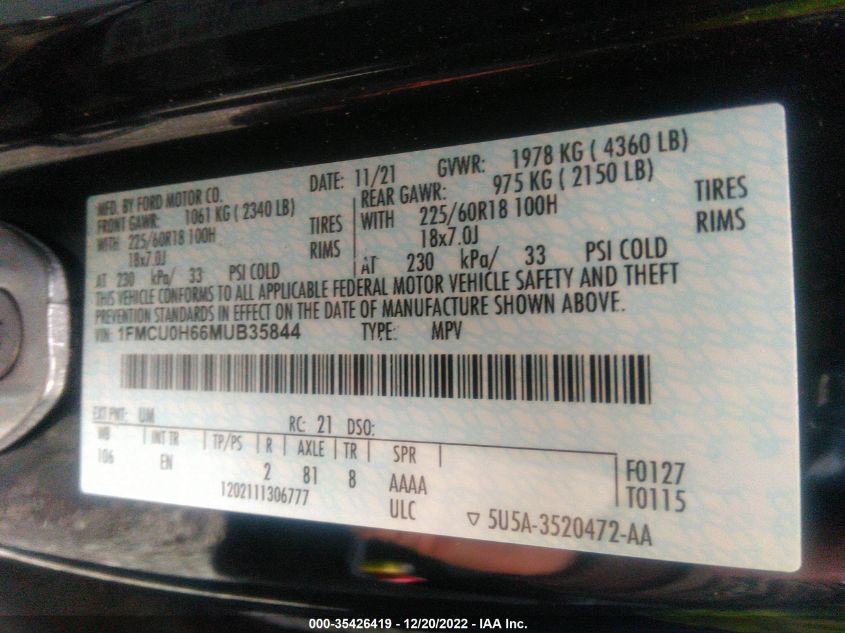 MFD. BY FORD MOTOR CO.
DATE: 11/21 GVWR: 1978 KG ( 4360 LB)
FRONT GAWR: 1061 KG ( 2340 LB)
WITH 225/60R18 100H TIRES
18x7.0J RIMS
AT 230 kPa/ 33 PSI COLD
REAR GAWR: 975 KG ( 2150 LB)
WITH 225/60R18 100H TIRES
18x7.0J RIMS
AT 230 kPa/ 33 PSI COLD
THIS VEHICLE CONFORMS TO ALL APPLICABLE FEDERAL MOTOR VEHICLE SAFETY AND THEFT
PREVENTION STANDARDS IN EFFECT ON THE DATE OF MANUFACTURE SHOWN ABOVE.
VIN: 1FMCU0H66MUB35844 TYPE: MPV
EXT PNT: UM RC: 21 DSO:
WB INT TR TP/PS R AXLE TR SPR
106 EN 2 81 8 AAAA F0127
1202111306777 ULC T0115
▽ 5U5A-3520472-AA
000-35426419 - 12/20/2022 - IAA Inc.